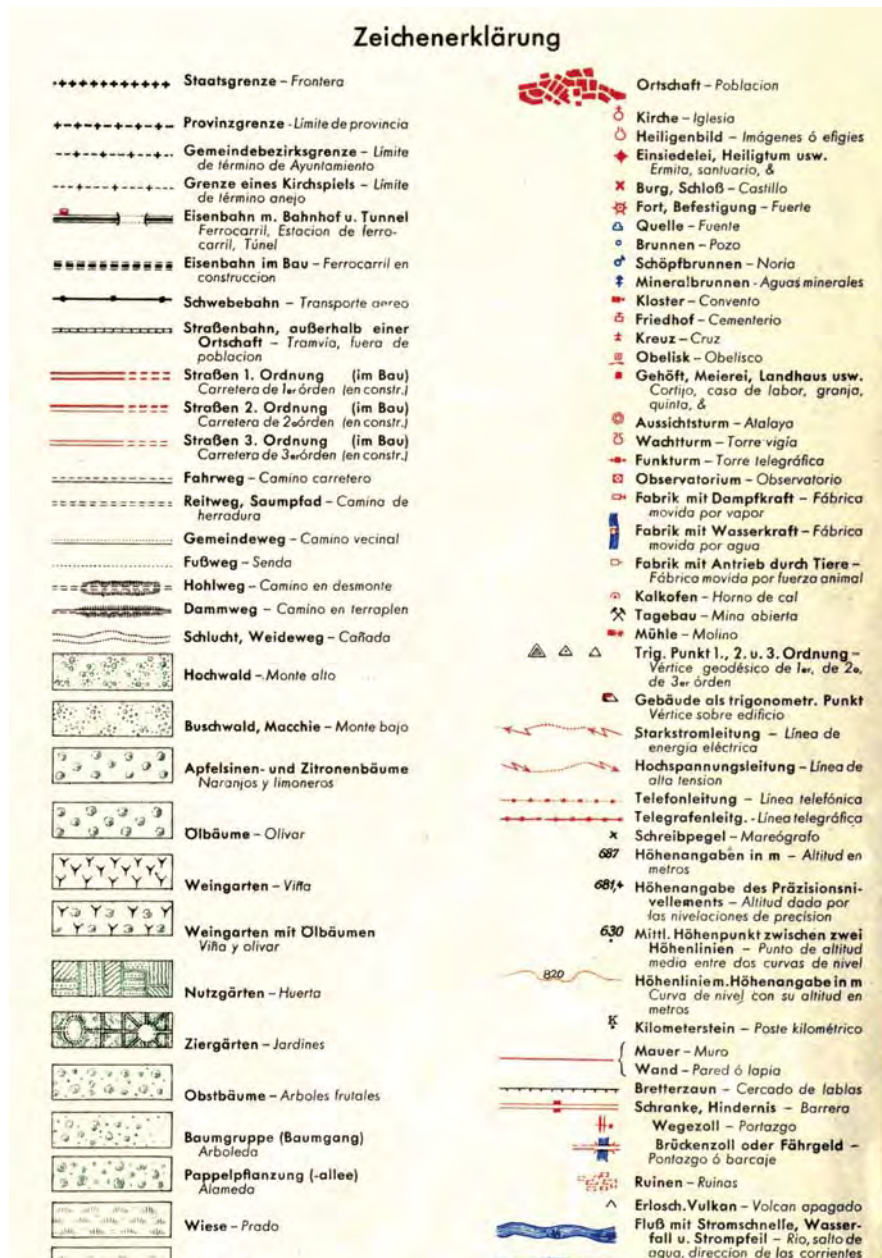 Zeichenerklärung
Staatsgrenze – Frontera
Provinzgrenze - Limite de provincia
Gemeindebezirksgrenze – Límite
de término de Ayuntamiento
Grenze eines Kirchspiels – Límite
de término anejo
Eisenbahn m. Bahnhof u. Tunnel
Ferrocarril, Estacion de ferro-
carril, Túnel
Eisenbahn im Bau – Ferrocarril en
construccion
Schwebebahn – Transporte aereo
Straßenbahn, außerhalb einer
Ortschaft – Tramvía, fuera de
poblacion
Straßen 1. Ordnung (im Bau)
Carretera de 1er órden (en constr.)
Straßen 2. Ordnung (im Bau)
Carretera de 2o órden (en constr.)
Straßen 3. Ordnung (im Bau)
Carretera de 3er órden (en constr.)
Fahrweg – Camino carretero
Reitweg, Saumpfad – Camina de
herradura
Gemeindeweg – Camino vecinal
Fußweg – Senda
Hohlweg – Camino en desmonte
Dammweg – Camino en terraplen
Schlucht, Weideweg – Cañada
Hochwald – Monte alto
Buschwald, Macchie – Monte bajo
Apfelsinen- und Zitronenbäume
Naranjos y limoneros
Ölbäume – Olivar
Weingarten – Viña
Weingarten mit Ölbäumen
Viña y olivar
Nutzgärten – Huerta
Ziergärten – Jardines
Obstbäume – Arboles frutales
Baumgruppe (Baumgang)
Arboleda
Pappelpflanzung (-allee)
Alameda
Wiese – Prado
Ortschaft – Poblacion
Kirche – Iglesia
Heiligenbild – Imágenes ó efigies
Einsiedelei, Heiligtum usw.
Ermita, santuario, &
Burg, Schloß – Castillo
Fort, Befestigung – Fuerte
Quelle – Fuente
Brunnen – Pozo
Schöpfbrunnen – Noria
Mineralbrunnen - Aguas minerales
Kloster – Convento
Friedhof – Cementerio
Kreuz – Cruz
Obelisk – Obelisco
Gehöft, Meierei, Landhaus usw.
Cortijo, casa de labor, granja,
quinta, &
Aussichtsturm – Atalaya
Wachtturm – Torre vigía
Funkturm – Torre telegráfica
Observatorium – Observatorio
Fabrik mit Dampfkraft – Fábrica
movida por vapor
Fabrik mit Wasserkraft – Fábrica
movida por agua
Fabrik mit Antrieb durch Tiere –
Fábrica movida por fuerza animal
Kalkofen – Horno de cal
Tagebau – Mina abierta
Mühle – Molino
Trig. Punkt 1., 2. u. 3. Ordnung –
Vértice geodésico de 1er, de 2o,
de 3er órden
Gebäude als trigonometr. Punkt
Vértice sobre edificio
Starkstromleitung – Línea de
energia eléctrica
Hochspannungsleitung – Línea de
alta tension
Telefonleitung – Linea telefónica
Telegrafenleitg. - Linea telegráfica
Schreibpegel – Mareógrafo
687 Höhenangaben in m – Altitud en
metros
681,4 Höhenangabe des Präzisionsni-
vellements – Altitud dada por
las nivelaciones de precision
630 Mittl. Höhenpunkt zwischen zwei
Höhenlinien – Punto de altitud
media entre dos curvas de nivel
820 Höhenlinie m. Höhenangabe in m
Curva de nivel con su altitud en
metros
K Kilometerstein – Poste kilométrico
Mauer – Muro
Wand – Pared ó lapia
Bretterzaun – Cercado de lablas
Schranke, Hindernis – Barrera
Wegezoll – Portazgo
Brückenzoll oder Fährgeld –
Pontazgo ó barcaje
Ruinen – Ruinas
Erlosch. Vulkan – Volcan apagado
Fluß mit Stromschnelle, Wasser-
fall u. Strompfeil – Rio, salto de
agua, direccion de las corrientes